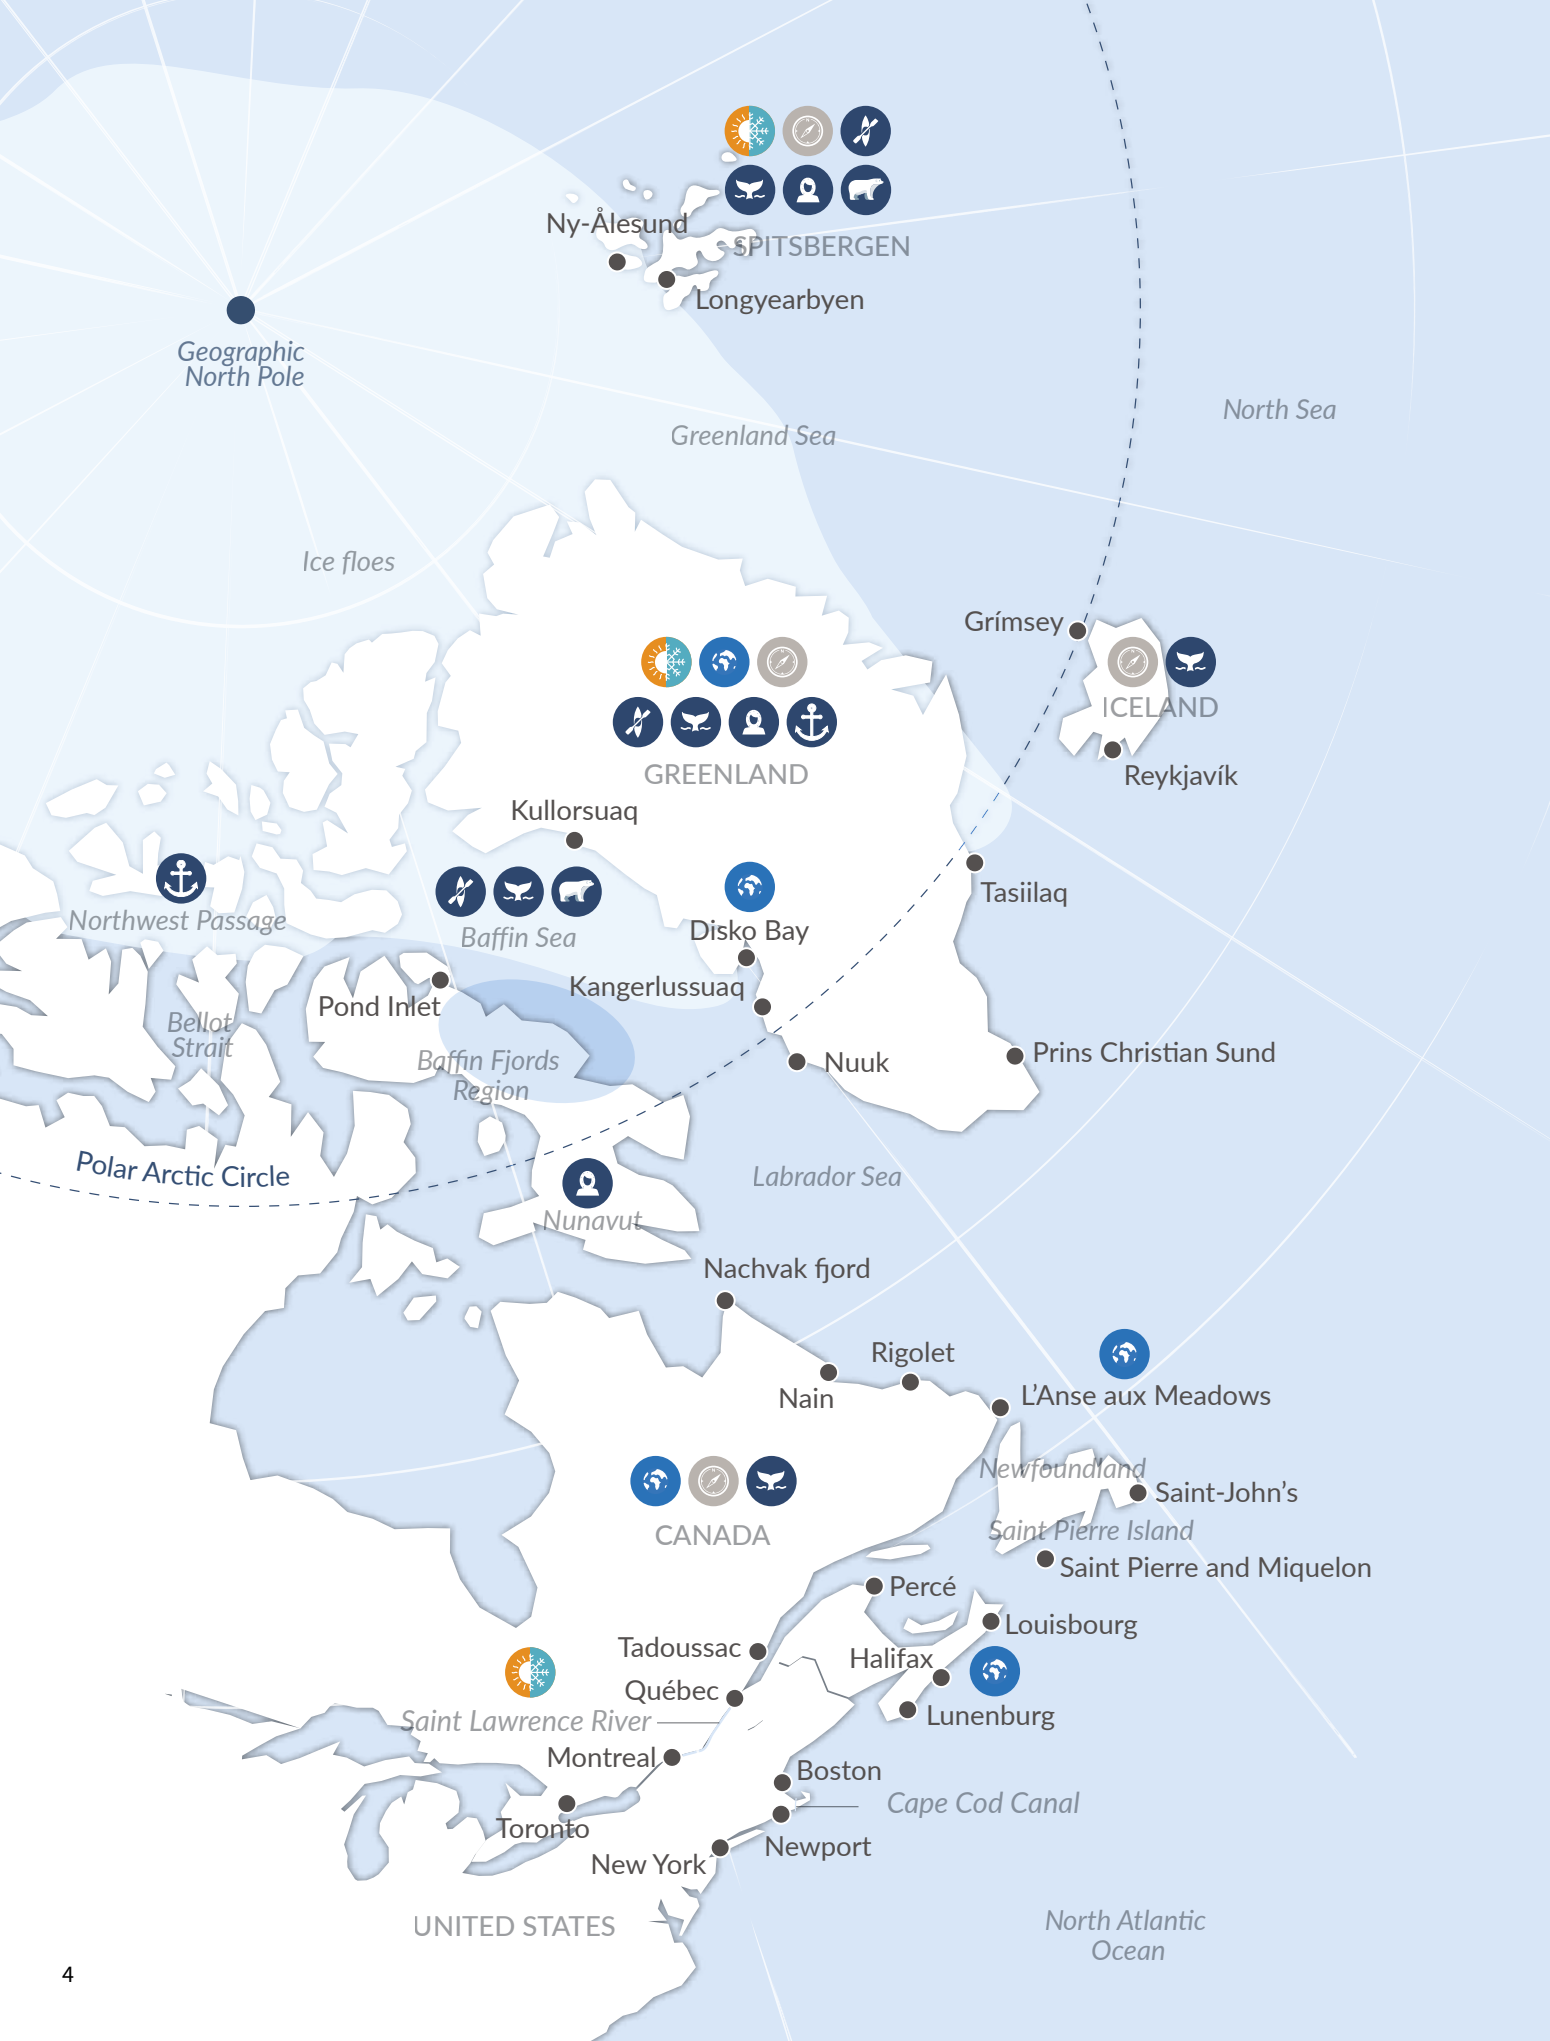 Ny-Ålesund
SPITSBERGEN
Longyearbyen
Geographic
North Pole
North Sea
Greenland Sea
Ice floes
Grímsey
ICELAND
Reykjavík
GREENLAND
Kullorsuaq
Tasiilaq
Northwest Passage
Baffin Sea
Disko Bay
Kangerlussuaq
Pond Inlet
Bellot
Strait
Baffin Fjords
Region
Nuuk
Prins Christian Sund
Polar Arctic Circle
Labrador Sea
Nunavut
Nachvak fjord
Rigolet
Nain
L’Anse aux Meadows
Newfoundland
Saint-John’s
CANADA
Saint Pierre Island
Saint Pierre and Miquelon
Percé
Louisbourg
Tadoussac
Halifax
Québec
Saint Lawrence River
Lunenburg
Montreal
Boston
Cape Cod Canal
Toronto
Newport
New York
UNITED STATES
North Atlantic
Ocean
4